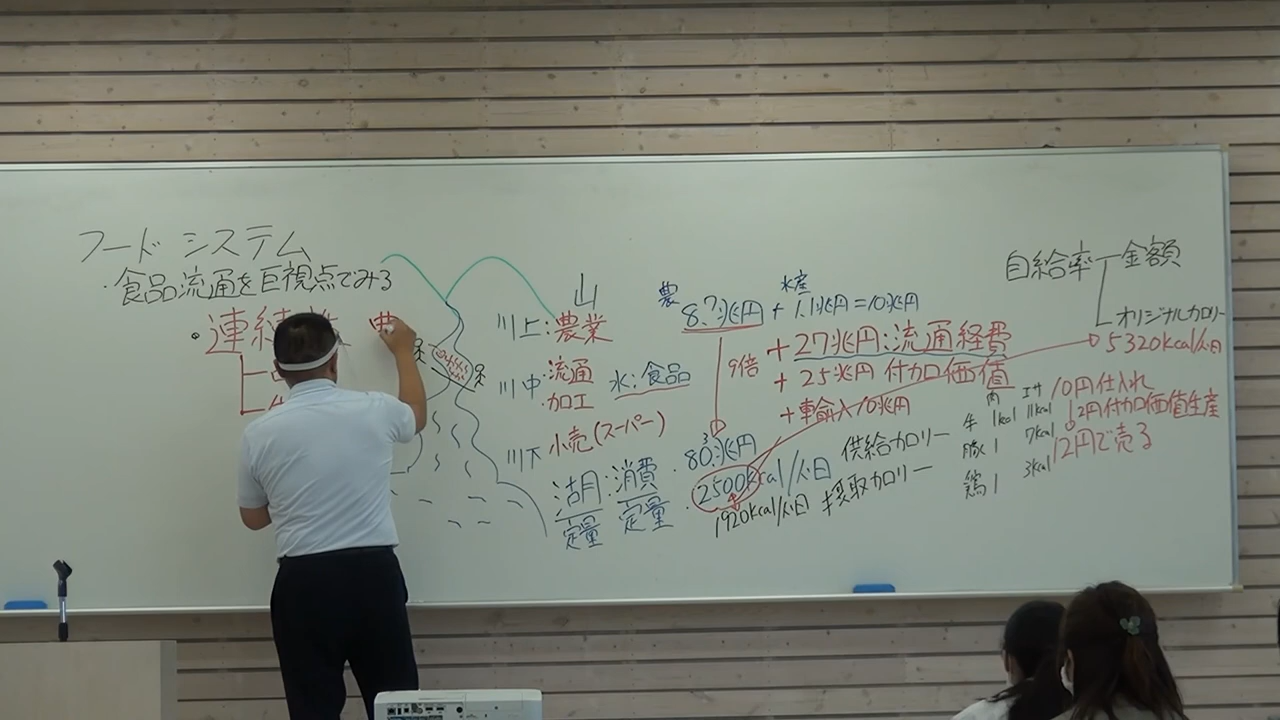 フードシステム
・食品流通を巨視点でみる
・連続
山
川上:農業
川中:流通
・加工
水:食品
川下 小売(スーパー)
湖:消費
定量 定量
農 水産
8.7兆円 + 1.1兆円=10兆円
9倍
+27兆円:流通経費
+25兆円 付加価値
+輸入10兆円
・80.3兆円
・2500kcal/人日 供給カロリー
1920kcal/人日 摂取カロリー
自給率 金額
オリジナルカロリー
5320kcal/人日
肉 エサ
牛 1kcal 11kcal
豚 1 7kcal
鶏 1 3kcal
10円仕入れ
2円付加価値生産
12円で売る